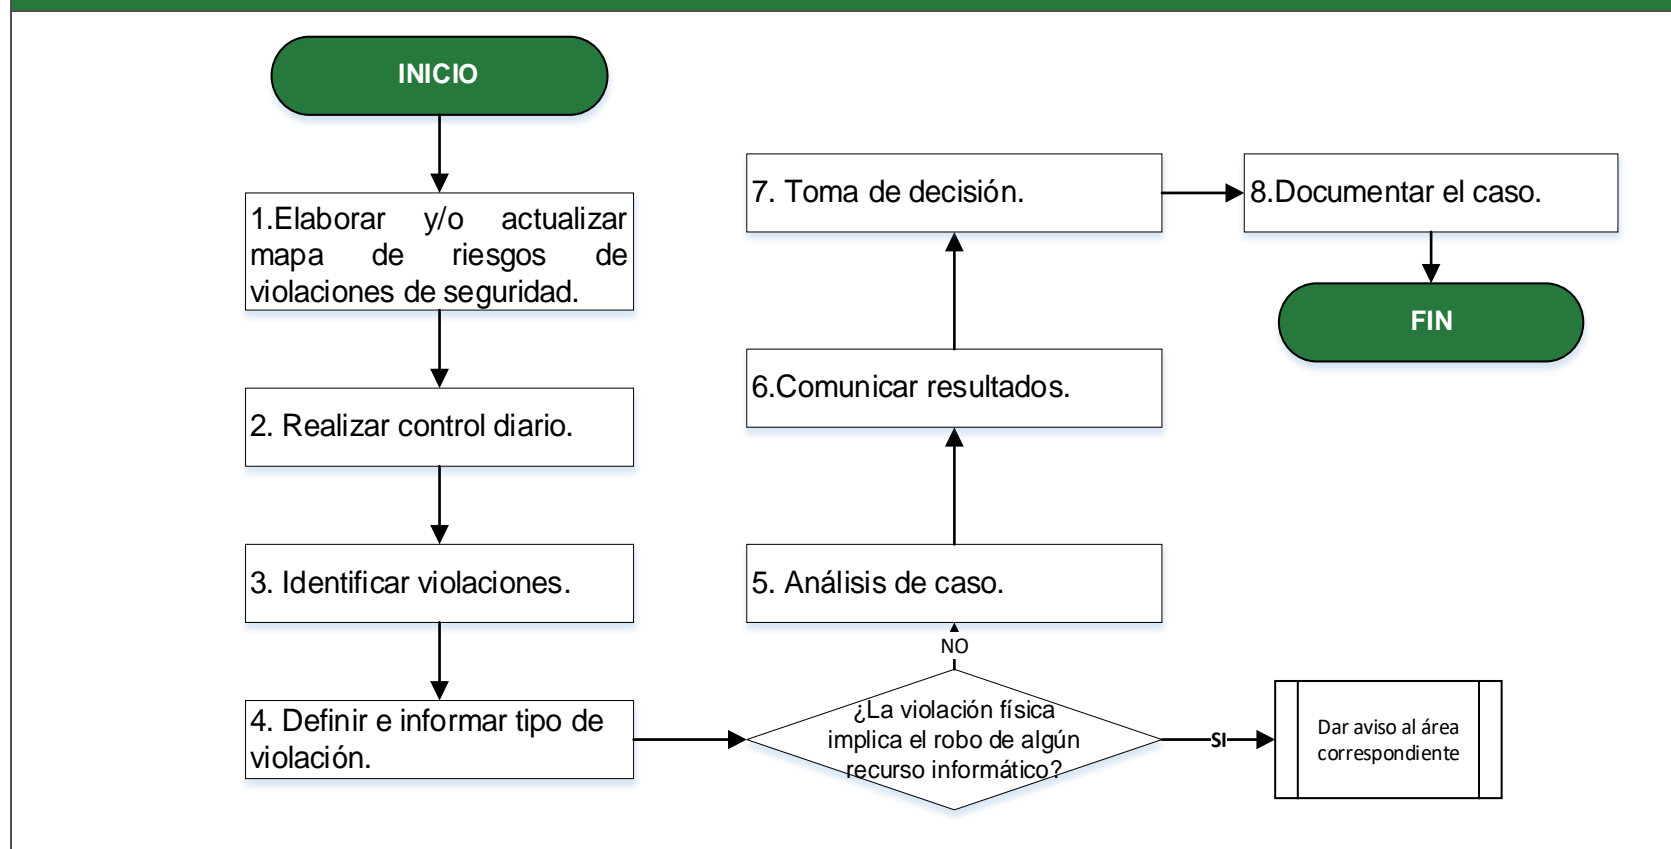 INICIO
1.Elaborar y/o actualizar
mapa de riesgos de
violaciones de seguridad.
2. Realizar control diario.
3. Identificar violaciones.
4. Definir e informar tipo de
violación.
¿La violación física
implica el robo de algún
recurso informático?
NO
SI
Dar aviso al área
correspondiente
5. Análisis de caso.
6.Comunicar resultados.
7. Toma de decisión.
8.Documentar el caso.
FIN